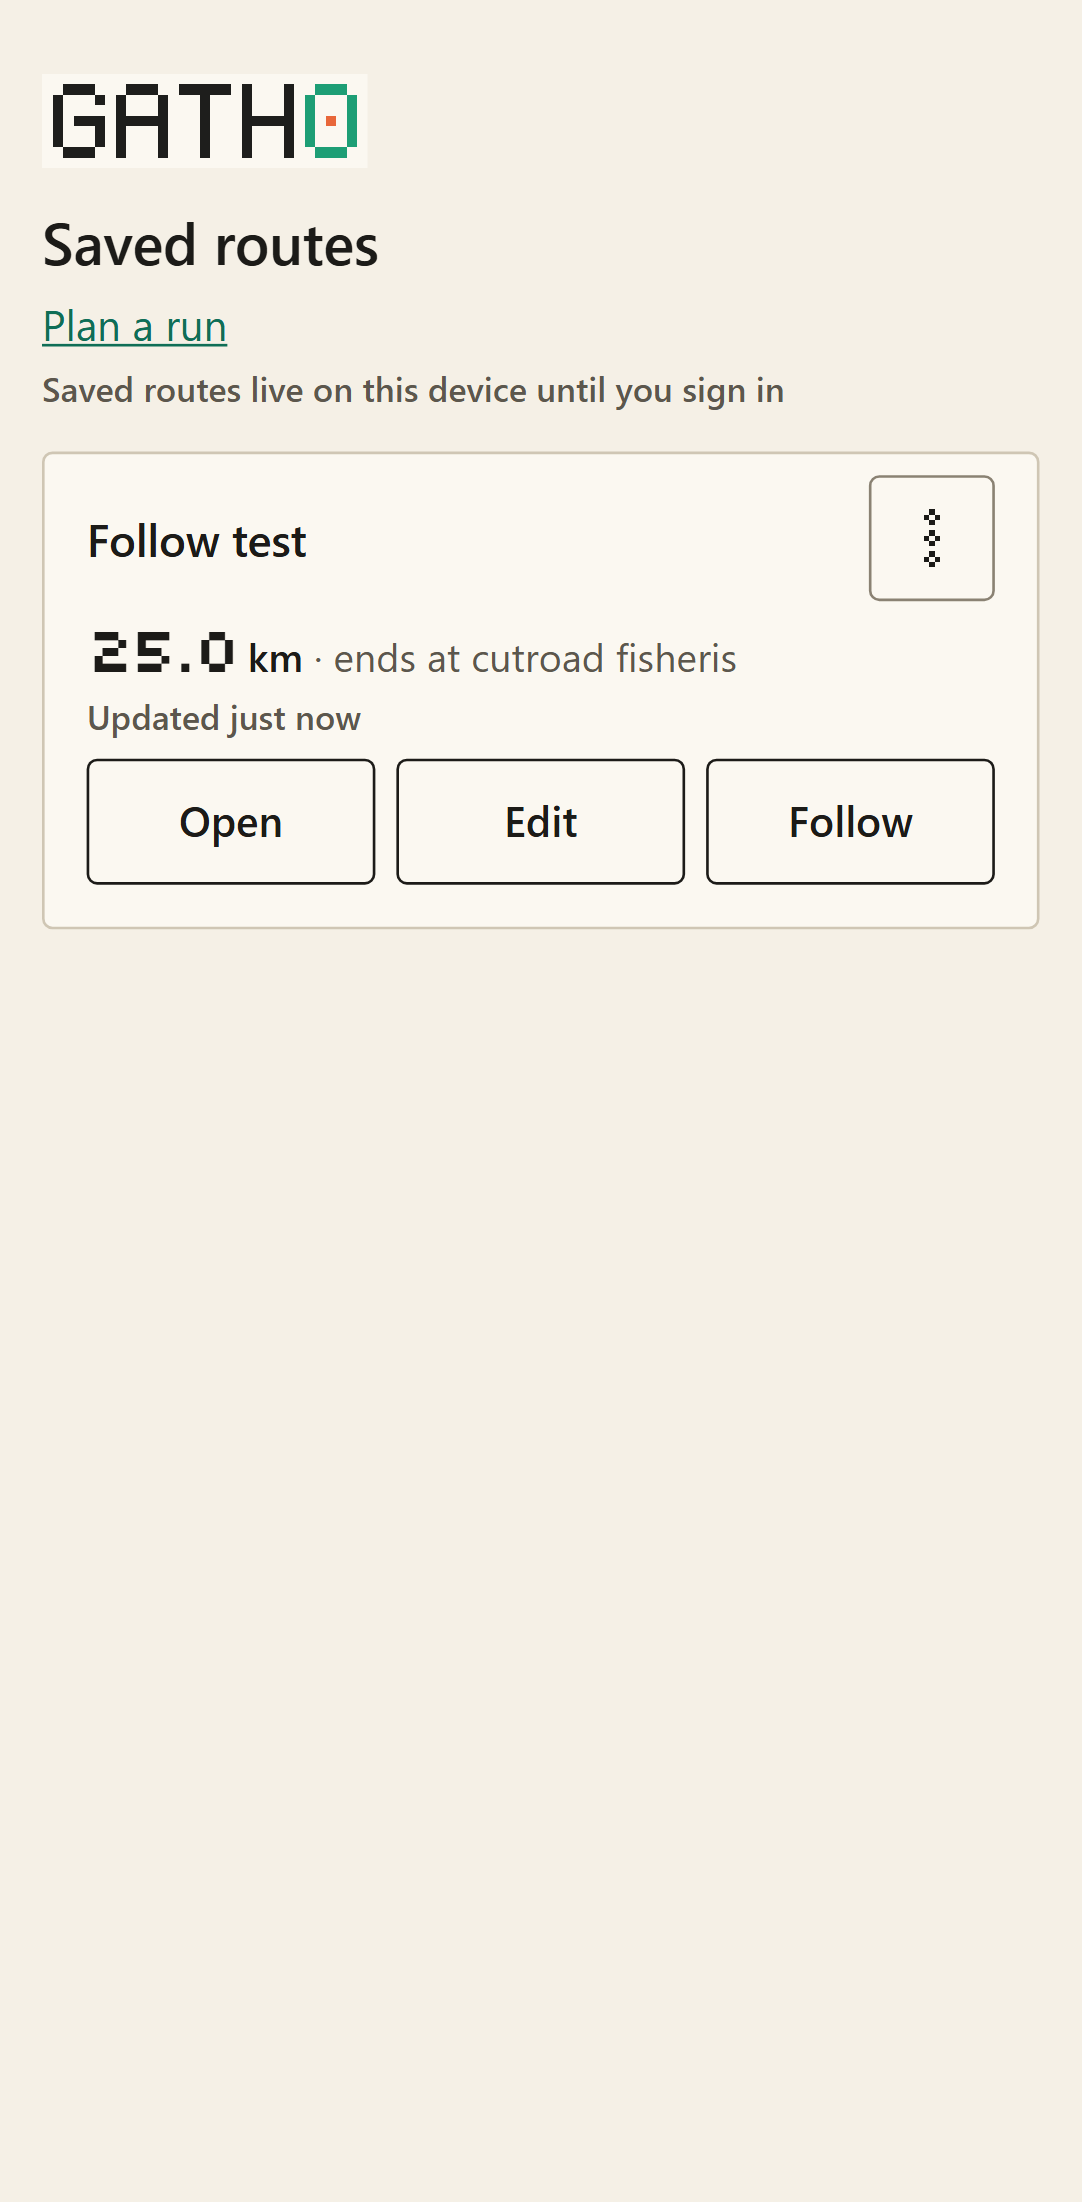 GATHO
Saved routes
Plan a run
Saved routes live on this device until you sign in
Follow test
25.0 km · ends at cutroad fisheris
Updated just now
Open
Edit
Follow